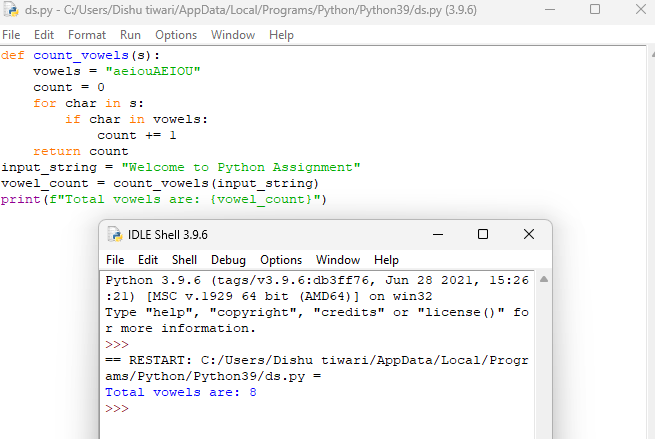 ds.py - C:/Users/Dishu tiwari/AppData/Local/Programs/Python/Python39/ds.py (3.9.6)
File Edit Format Run Options Window Help
def count_vowels(s):
    vowels = "aeiouAEIOU"
    count = 0
    for char in s:
        if char in vowels:
            count += 1
    return count
input_string = "Welcome to Python Assignment"
vowel_count = count_vowels(input_string)
print(f"Total vowels are: {vowel_count}")
IDLE Shell 3.9.6
File Edit Shell Debug Options Window Help
Python 3.9.6 (tags/v3.9.6:db3ff76, Jun 28 2021, 15:26
:21) [MSC v.1929 64 bit (AMD64)] on win32
Type "help", "copyright", "credits" or "license()" fo
r more information.
>>>
== RESTART: C:/Users/Dishu tiwari/AppData/Local/Progr
ams/Python/Python39/ds.py =
Total vowels are: 8
>>>